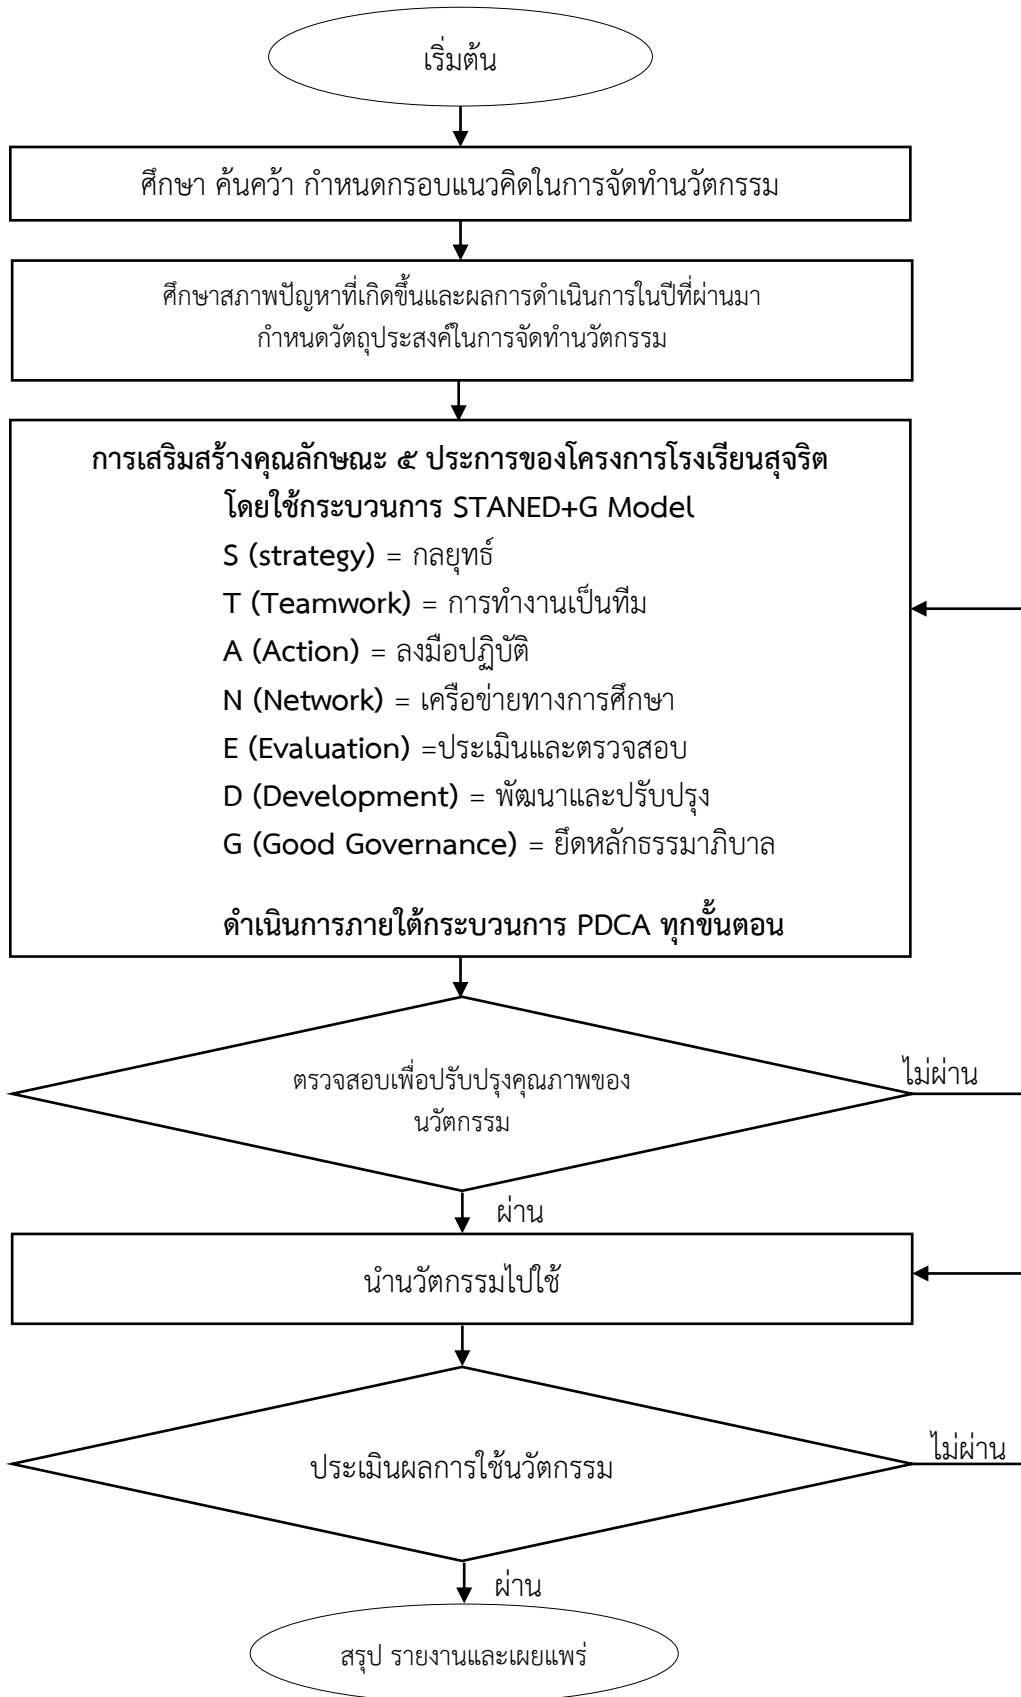 เริ่มต้น
ศึกษา ค้นคว้า กำหนดกรอบแนวคิดในการจัดทำนวัตกรรม
ศึกษาสภาพปัญหาที่เกิดขึ้นและผลการดำเนินการในปีที่ผ่านมา
กำหนดวัตถุประสงค์ในการจัดทำนวัตกรรม
การเสริมสร้างคุณลักษณะ ๕ ประการของโครงการโรงเรียนสุจริต
โดยใช้กระบวนการ STANED+G Model
S (strategy) = กลยุทธ์
T (Teamwork) = การทำงานเป็นทีม
A (Action) = ลงมือปฏิบัติ
N (Network) = เครือข่ายทางการศึกษา
E (Evaluation) =ประเมินและตรวจสอบ
D (Development) = พัฒนาและปรับปรุง
G (Good Governance) = ยึดหลักธรรมาภิบาล
ดำเนินการภายใต้กระบวนการ PDCA ทุกขั้นตอน
ตรวจสอบเพื่อปรับปรุงคุณภาพของ
นวัตกรรม
ไม่ผ่าน
ผ่าน
นำนวัตกรรมไปใช้
ประเมินผลการใช้นวัตกรรม
ไม่ผ่าน
ผ่าน
สรุป รายงานและเผยแพร่